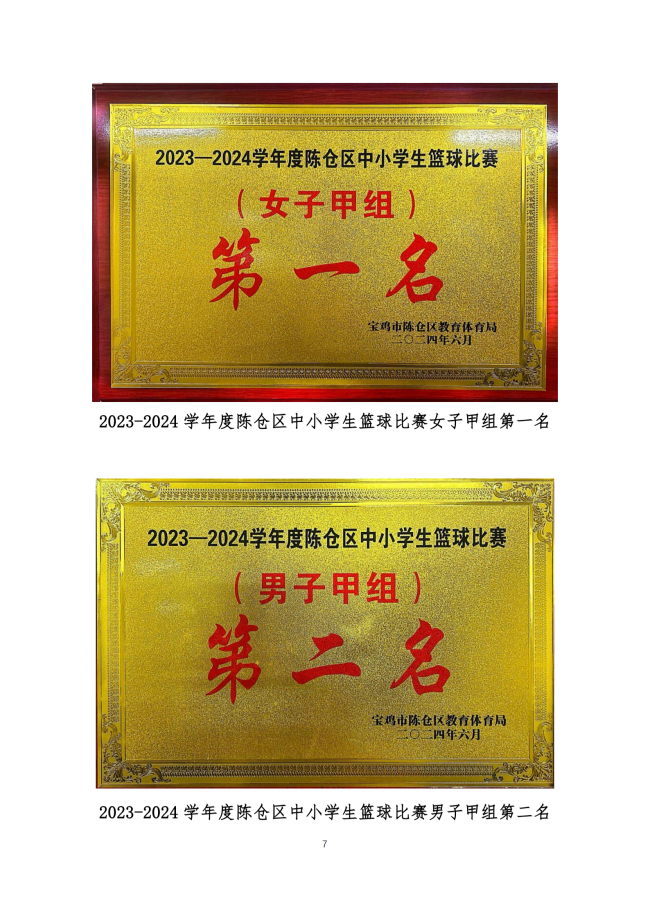 2023—2024学年度陈仓区中小学生篮球比赛
（女子甲组）
第一名
宝鸡市陈仓区教育体育局
二〇二四年六月
2023-2024 学年度陈仓区中小学生篮球比赛女子甲组第一名
2023—2024学年度陈仓区中小学生篮球比赛
（男子甲组）
第二名
宝鸡市陈仓区教育体育局
二〇二四年六月
2023-2024 学年度陈仓区中小学生篮球比赛男子甲组第二名
7